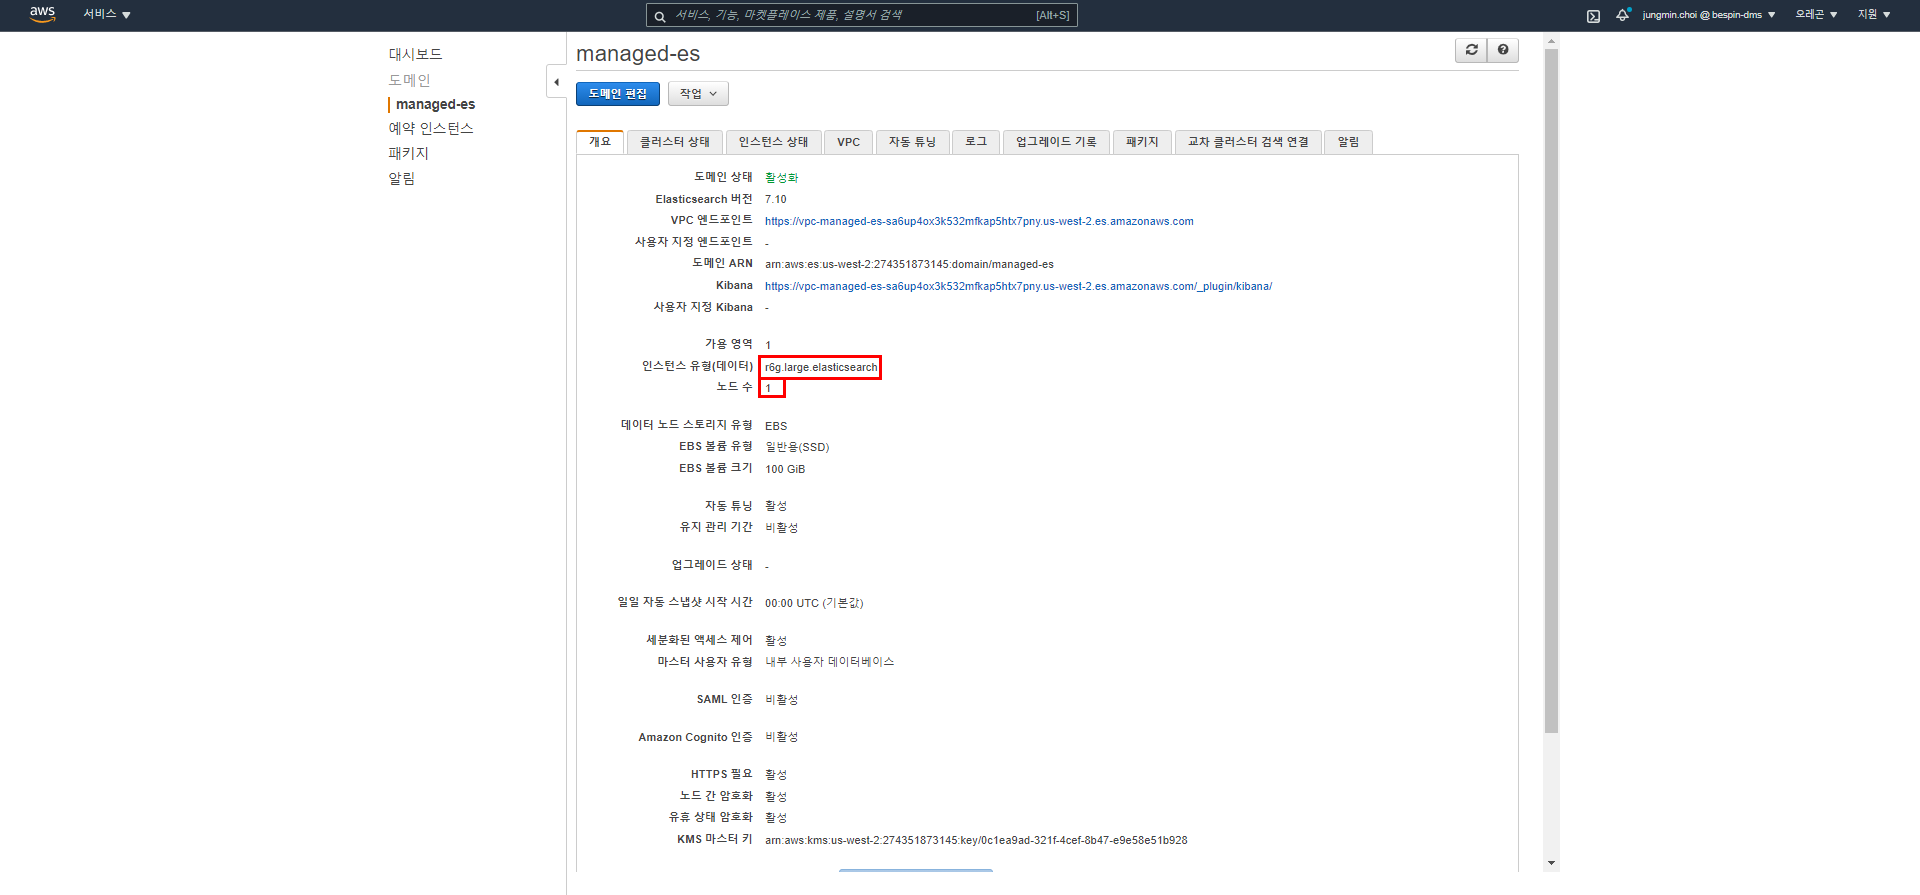 aws 서비스 서비스, 기능, 마켓플레이스 제품, 설명서 검색 [Alt+S] jungmin.choi @ bespin-dms 오레곤 지원
대시보드
도메인
managed-es
예약 인스턴스
패키지
알림
managed-es
도메인 편집 작업
개요 클러스터 상태 인스턴스 상태 VPC 자동 튜닝 로그 업그레이드 기록 패키지 교차 클러스터 검색 연결 알림
도메인 상태 활성화
Elasticsearch 버전 7.10
VPC 엔드포인트 https://vpc-managed-es-sa6up4ox3k532mfkap5htx7pny.us-west-2.es.amazonaws.com
사용자 지정 엔드포인트 -
도메인 ARN arn:aws:es:us-west-2:274351873145:domain/managed-es
Kibana https://vpc-managed-es-sa6up4ox3k532mfkap5htx7pny.us-west-2.es.amazonaws.com/_plugin/kibana/
사용자 지정 Kibana -
가용 영역 1
인스턴스 유형(데이터) r6g.large.elasticsearch
노드 수 1
데이터 노드 스토리지 유형 EBS
EBS 볼륨 유형 일반용(SSD)
EBS 볼륨 크기 100 GiB
자동 튜닝 활성
유지 관리 기간 비활성
업그레이드 상태 -
일일 자동 스냅샷 시작 시간 00:00 UTC (기본값)
세분화된 액세스 제어 활성
마스터 사용자 유형 내부 사용자 데이터베이스
SAML 인증 비활성
Amazon Cognito 인증 비활성
HTTPS 필요 활성
노드 간 암호화 활성
유휴 상태 암호화 활성
KMS 마스터 키 arn:aws:kms:us-west-2:274351873145:key/0c1ea9ad-321f-4cef-8b47-e9e58e51b928